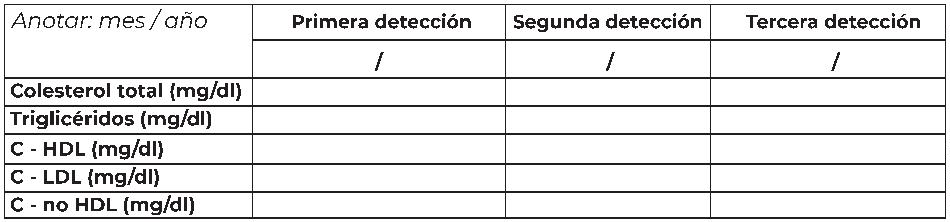 Anotar: mes / año Primera detección Segunda detección Tercera detección
/ / /
Colesterol total (mg/dl)
Triglicéridos (mg/dl)
C - HDL (mg/dl)
C - LDL (mg/dl)
C - no HDL (mg/dl)